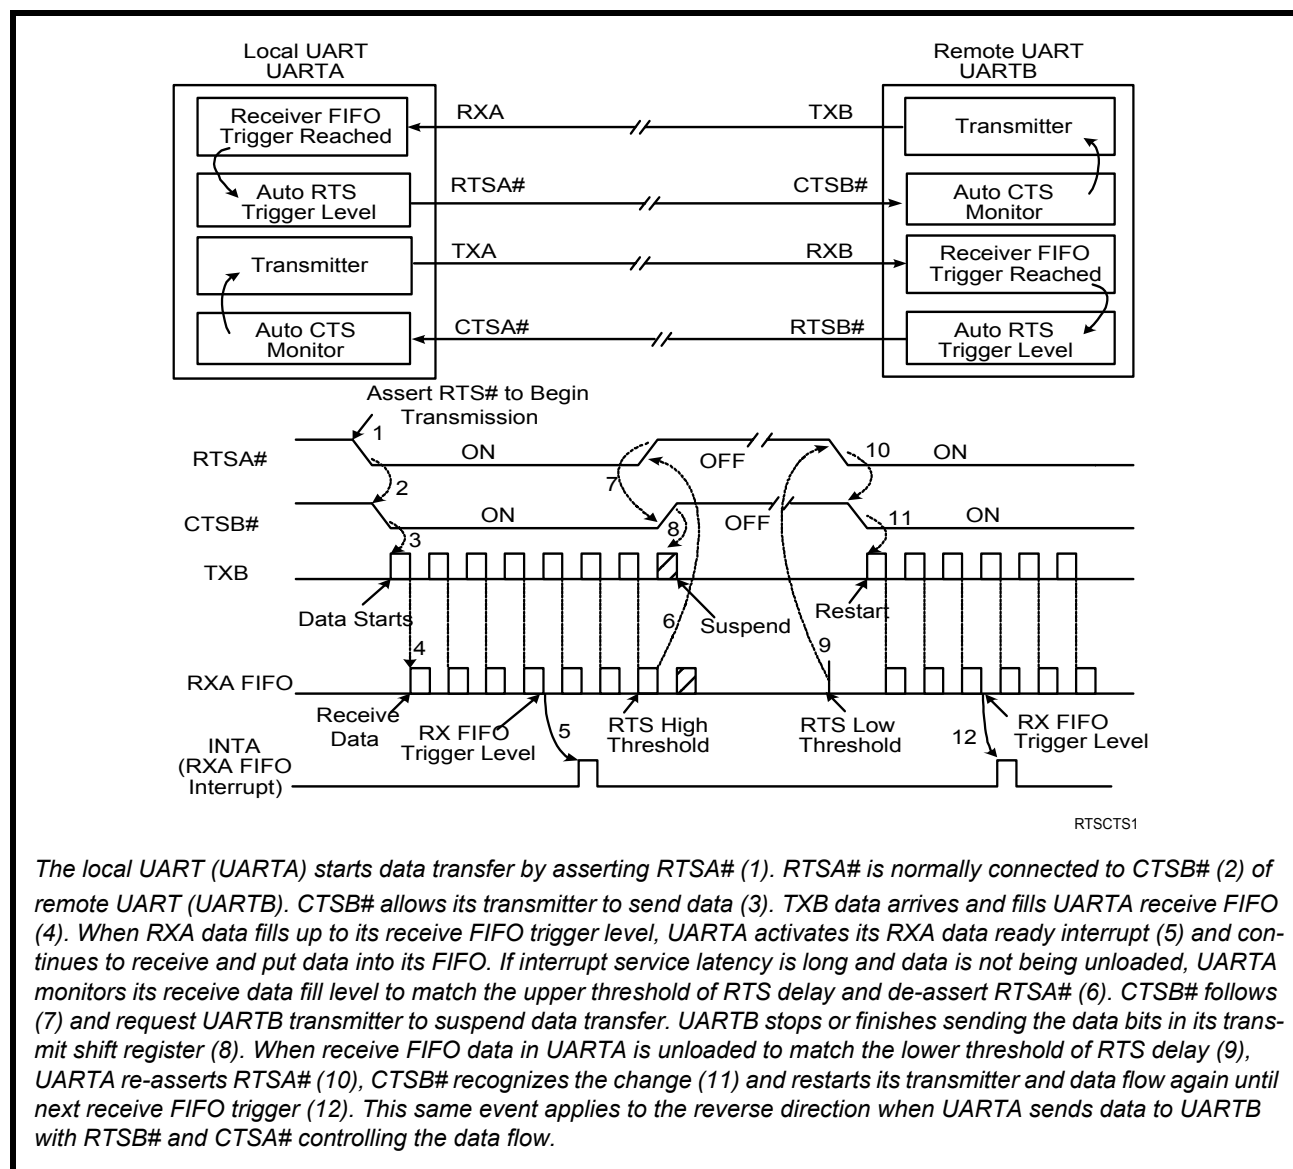 Local UART
UARTA
Remote UART
UARTB
Receiver FIFO
Trigger Reached
RXA
TXB
Transmitter
Auto RTS
Trigger Level
RTSA#
CTSB#
Auto CTS
Monitor
Transmitter
TXA
RXB
Receiver FIFO
Trigger Reached
Auto CTS
Monitor
CTSA#
RTSB#
Auto RTS
Trigger Level
Assert RTS# to Begin
Transmission
RTSA#
1
ON
7
OFF
10
ON
2
CTSB#
ON
8
OFF
11
ON
3
TXB
Data Starts
6
Suspend
Restart
4
9
RXA FIFO
Receive
Data
RX FIFO
Trigger Level
5
RTS High
Threshold
RTS Low
Threshold
12
RX FIFO
Trigger Level
INTA
(RXA FIFO
Interrupt)
RTSCTS1
The local UART (UARTA) starts data transfer by asserting RTSA# (1). RTSA# is normally connected to CTSB# (2) of
remote UART (UARTB). CTSB# allows its transmitter to send data (3). TXB data arrives and fills UARTA receive FIFO
(4). When RXA data fills up to its receive FIFO trigger level, UARTA activates its RXA data ready interrupt (5) and con-
tinues to receive and put data into its FIFO. If interrupt service latency is long and data is not being unloaded, UARTA
monitors its receive data fill level to match the upper threshold of RTS delay and de-assert RTSA# (6). CTSB# follows
(7) and request UARTB transmitter to suspend data transfer. UARTB stops or finishes sending the data bits in its trans-
mit shift register (8). When receive FIFO data in UARTA is unloaded to match the lower threshold of RTS delay (9),
UARTA re-asserts RTSA# (10), CTSB# recognizes the change (11) and restarts its transmitter and data flow again until
next receive FIFO trigger (12). This same event applies to the reverse direction when UARTA sends data to UARTB
with RTSB# and CTSA# controlling the data flow.